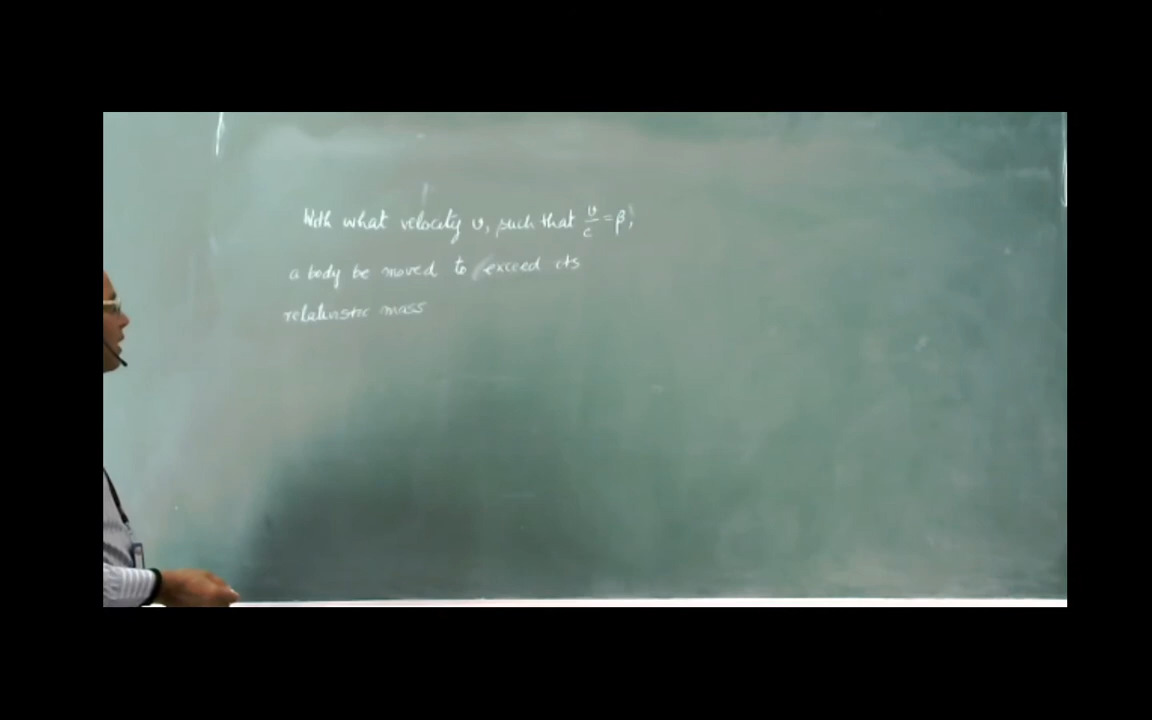 With what velocity v, such that v/c = β,
a body be moved to exceed its
relativistic mass